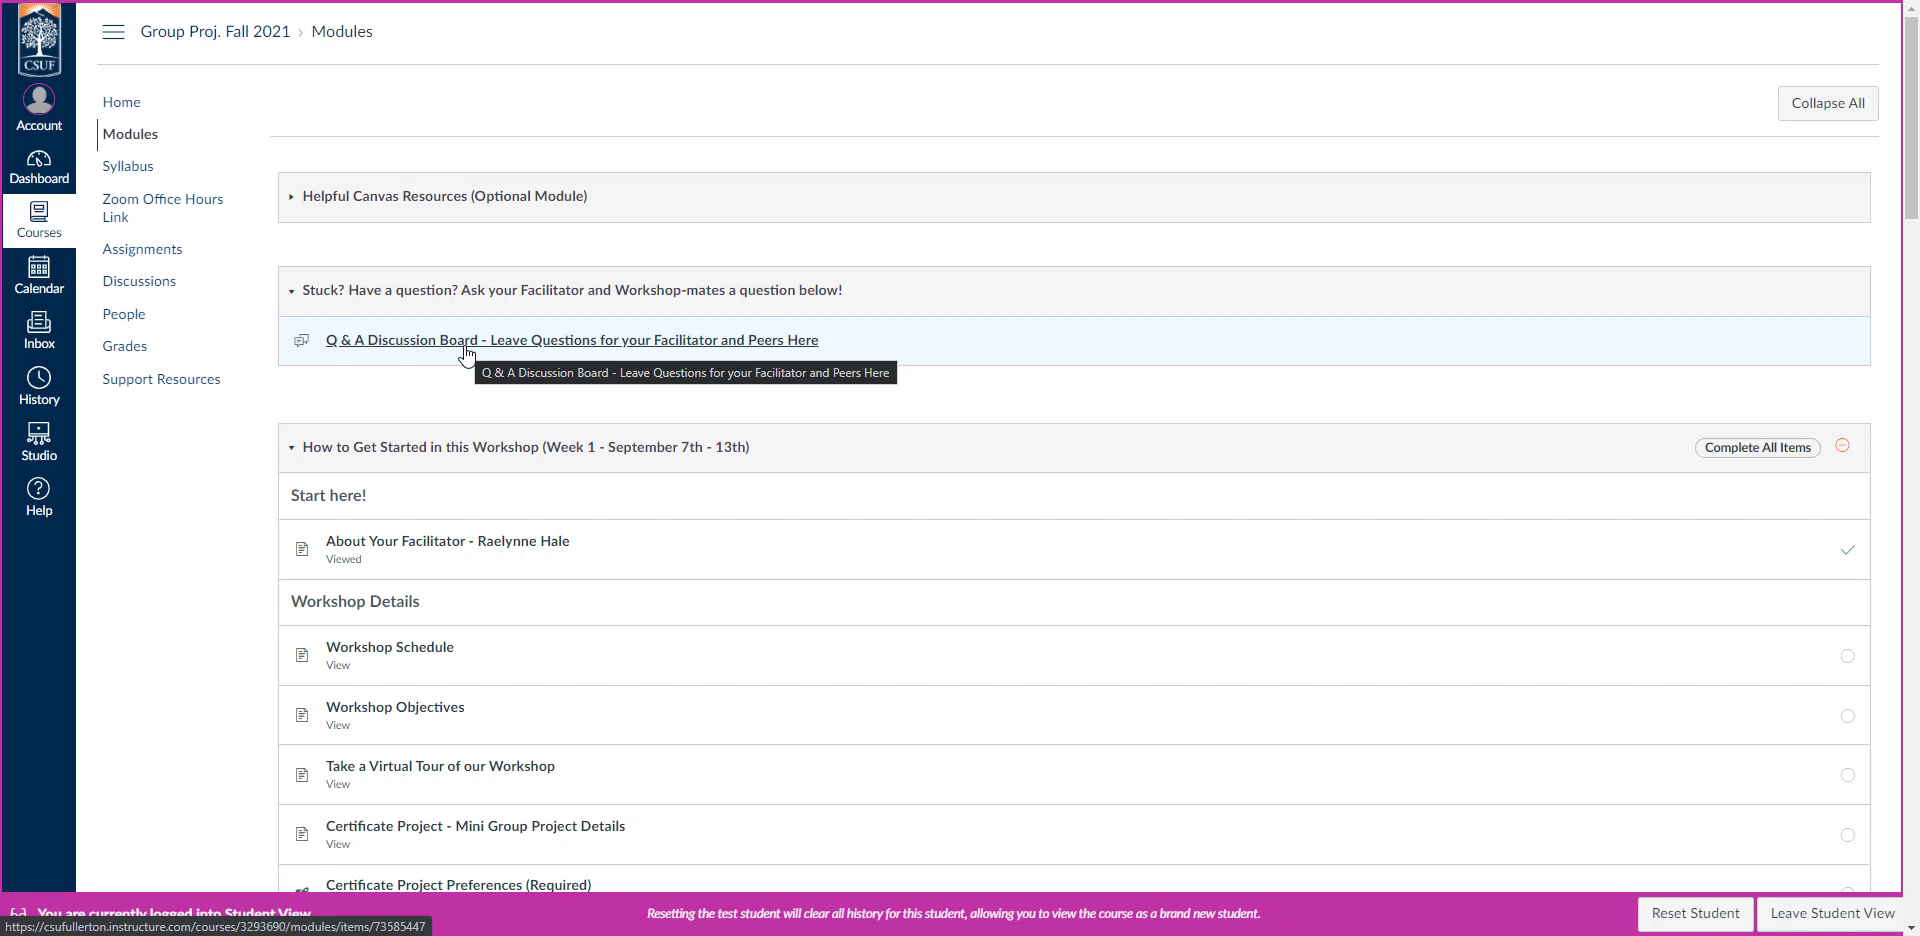 Group Proj. Fall 2021 › Modules
CSUF
Account
Dashboard
Courses
Calendar
Inbox
History
Studio
Help
Home
Modules
Syllabus
Zoom Office Hours
Link
Assignments
Discussions
People
Grades
Support Resources
Collapse All
Helpful Canvas Resources (Optional Module)
Stuck? Have a question? Ask your Facilitator and Workshop-mates a question below!
Q & A Discussion Board - Leave Questions for your Facilitator and Peers Here
Q & A Discussion Board - Leave Questions for your Facilitator and Peers Here
How to Get Started in this Workshop (Week 1 - September 7th - 13th)
Complete All Items
Start here!
About Your Facilitator - Raelynne Hale
Viewed
Workshop Details
Workshop Schedule
View
Workshop Objectives
View
Take a Virtual Tour of our Workshop
View
Certificate Project - Mini Group Project Details
View
Certificate Project Preferences (Required)
You are currently logged into Student View
Resetting the test student will clear all history for this student, allowing you to view the course as a brand new student.
Reset Student
Leave Student View
https://csufullerton.instructure.com/courses/3293690/modules/items/73585447